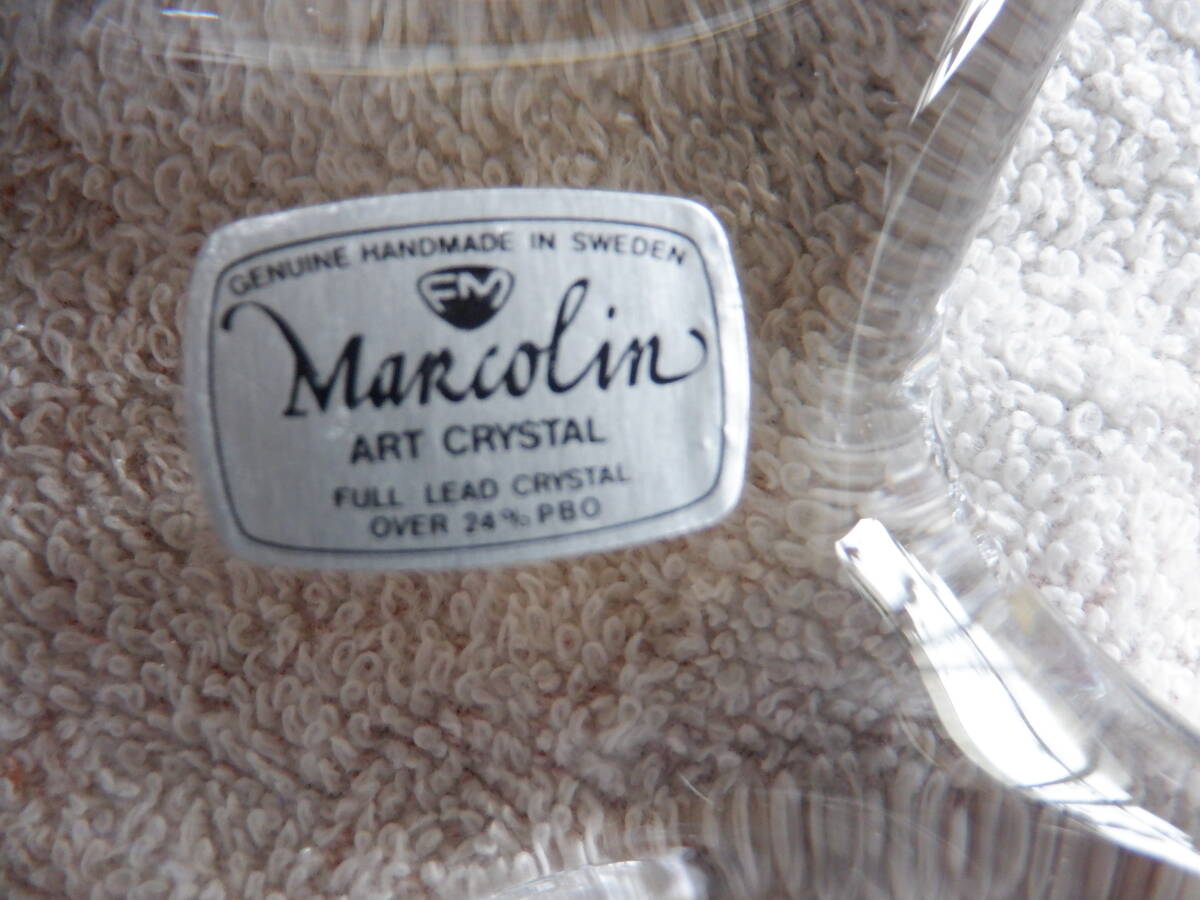 GENUINE HANDMADE IN SWEDEN
FM
Marcolin
ART CRYSTAL
FULL LEAD CRYSTAL
OVER 24% PBO